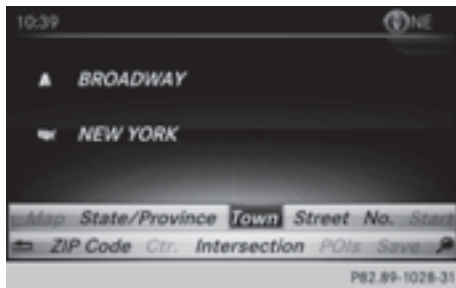 10:39 NE
BROADWAY
NEW YORK
Map State/Province Town Street No. Start
ZIP Code Ctr. Intersection POIs Save
P82.89-1028-31